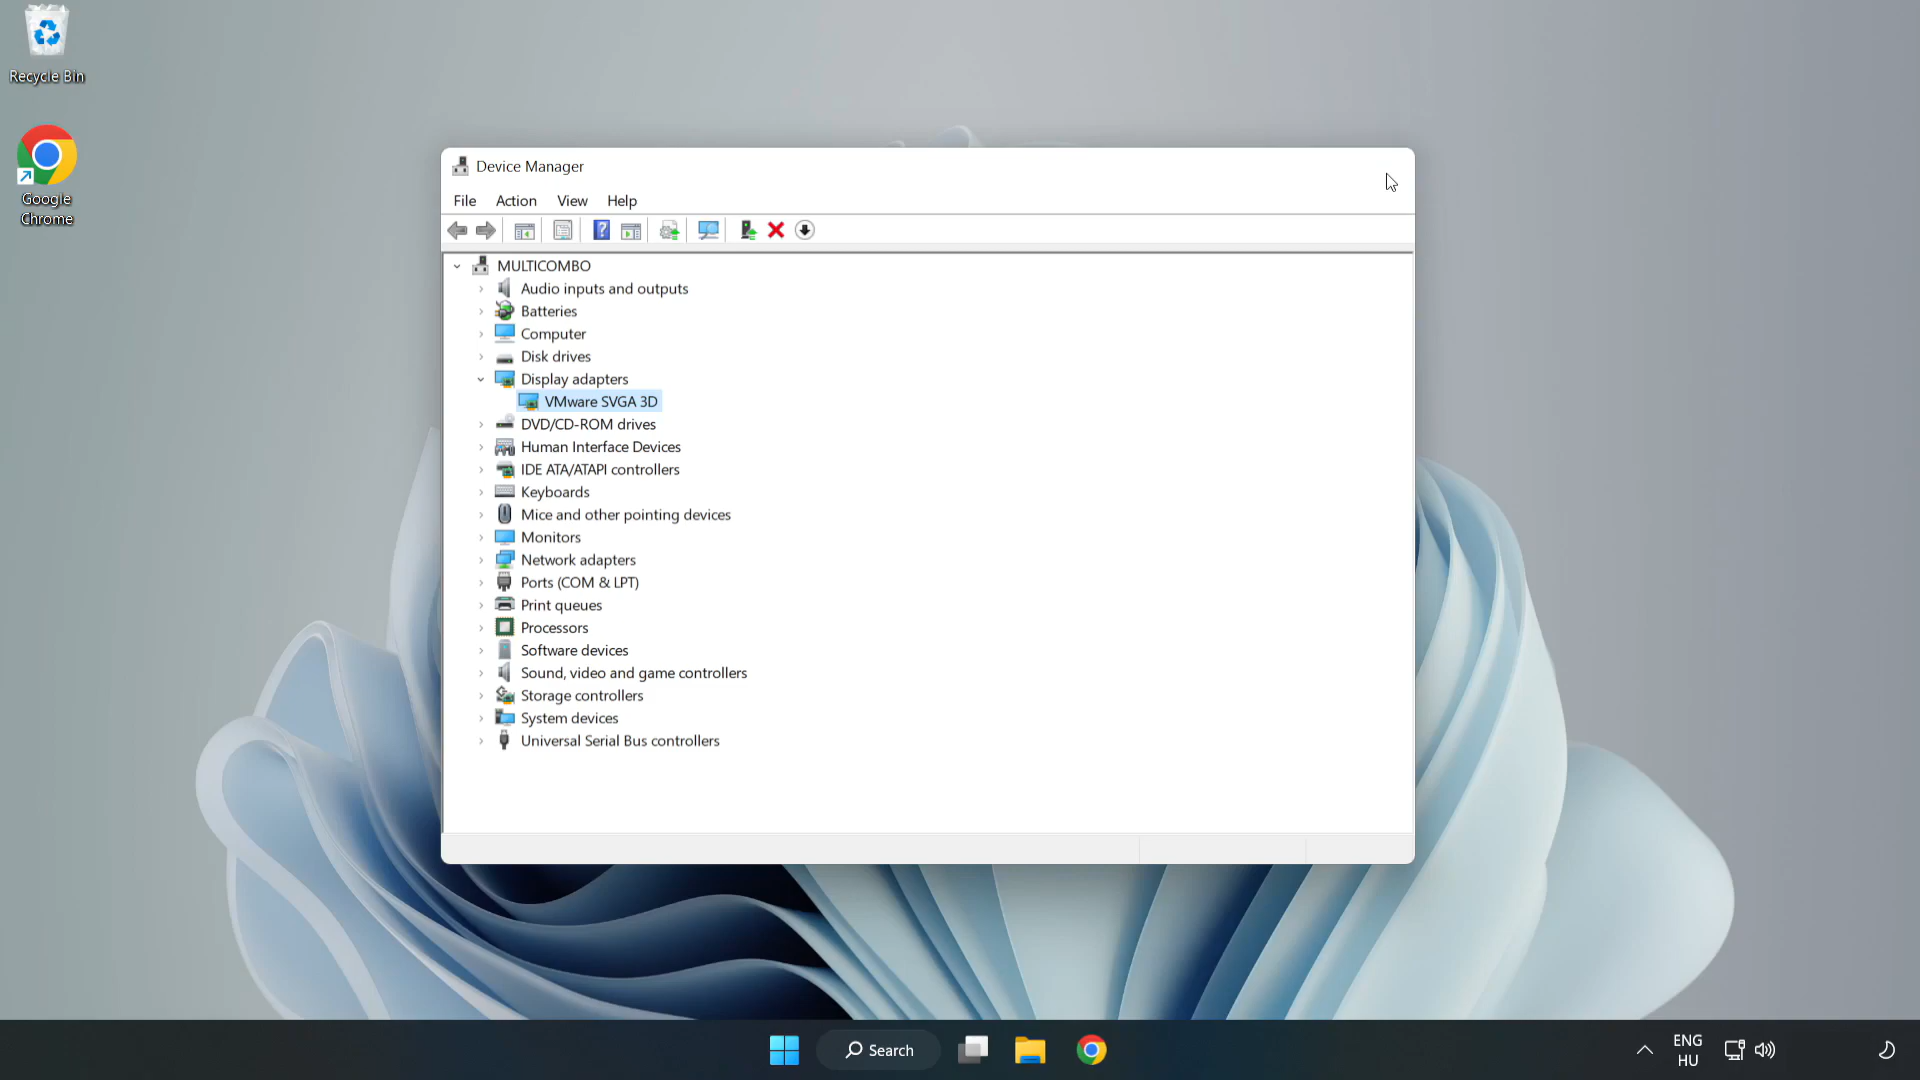 Recycle Bin
Google
Chrome
Device Manager
File Action View Help
MULTICOMBO
Audio inputs and outputs
Batteries
Computer
Disk drives
Display adapters
VMware SVGA 3D
DVD/CD-ROM drives
Human Interface Devices
IDE ATA/ATAPI controllers
Keyboards
Mice and other pointing devices
Monitors
Network adapters
Ports (COM & LPT)
Print queues
Processors
Software devices
Sound, video and game controllers
Storage controllers
System devices
Universal Serial Bus controllers
Search
ENG
HU